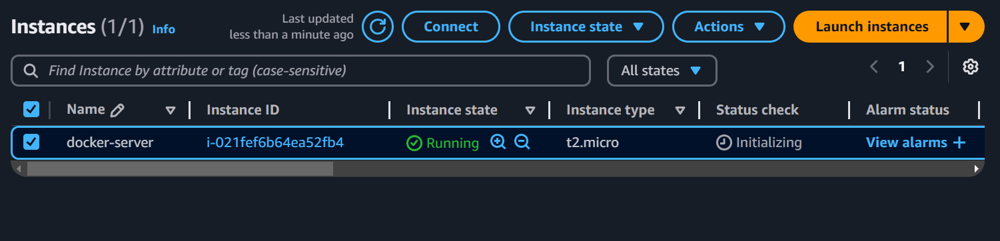 Instances (1/1) Info
Last updated
less than a minute ago
Connect
Instance state
Actions
Launch instances
Find Instance by attribute or tag (case-sensitive)
All states
1
Name Instance ID Instance state Instance type Status check Alarm status
docker-server i-021fef6b64ea52fb4 Running t2.micro Initializing View alarms +